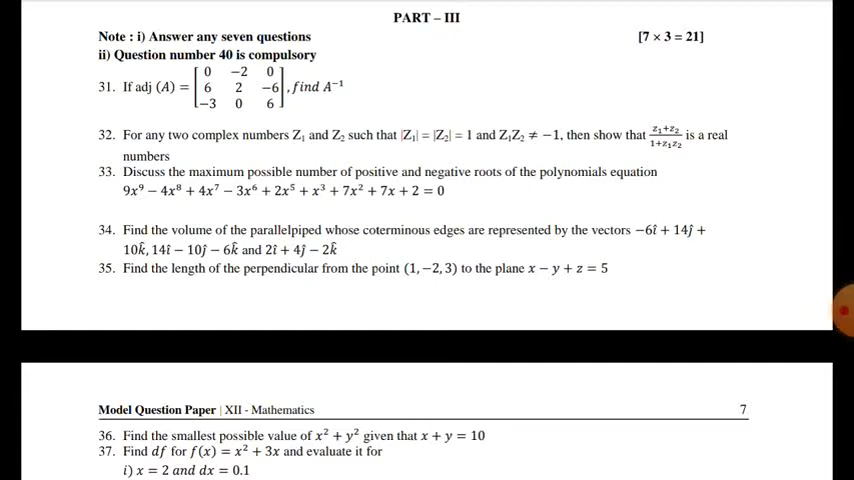 PART – III
Note : i) Answer any seven questions [7 × 3 = 21]
ii) Question number 40 is compulsory
31. If adj (A) = [0 −2 0; 6 2 −6; −3 0 6], find A⁻¹
32. For any two complex numbers Z₁ and Z₂ such that |Z₁| = |Z₂| = 1 and Z₁Z₂ ≠ −1, then show that (z₁+z₂)/(1+z₁z₂) is a real
numbers
33. Discuss the maximum possible number of positive and negative roots of the polynomials equation
9x⁹ − 4x⁸ + 4x⁷ − 3x⁶ + 2x⁵ + x³ + 7x² + 7x + 2 = 0
34. Find the volume of the parallelpiped whose coterminous edges are represented by the vectors −6î + 14ĵ +
10k̂, 14î − 10ĵ − 6k̂ and 2î + 4ĵ − 2k̂
35. Find the length of the perpendicular from the point (1, −2, 3) to the plane x − y + z = 5
Model Question Paper | XII - Mathematics 7
36. Find the smallest possible value of x² + y² given that x + y = 10
37. Find df for f(x) = x² + 3x and evaluate it for
i) x = 2 and dx = 0.1